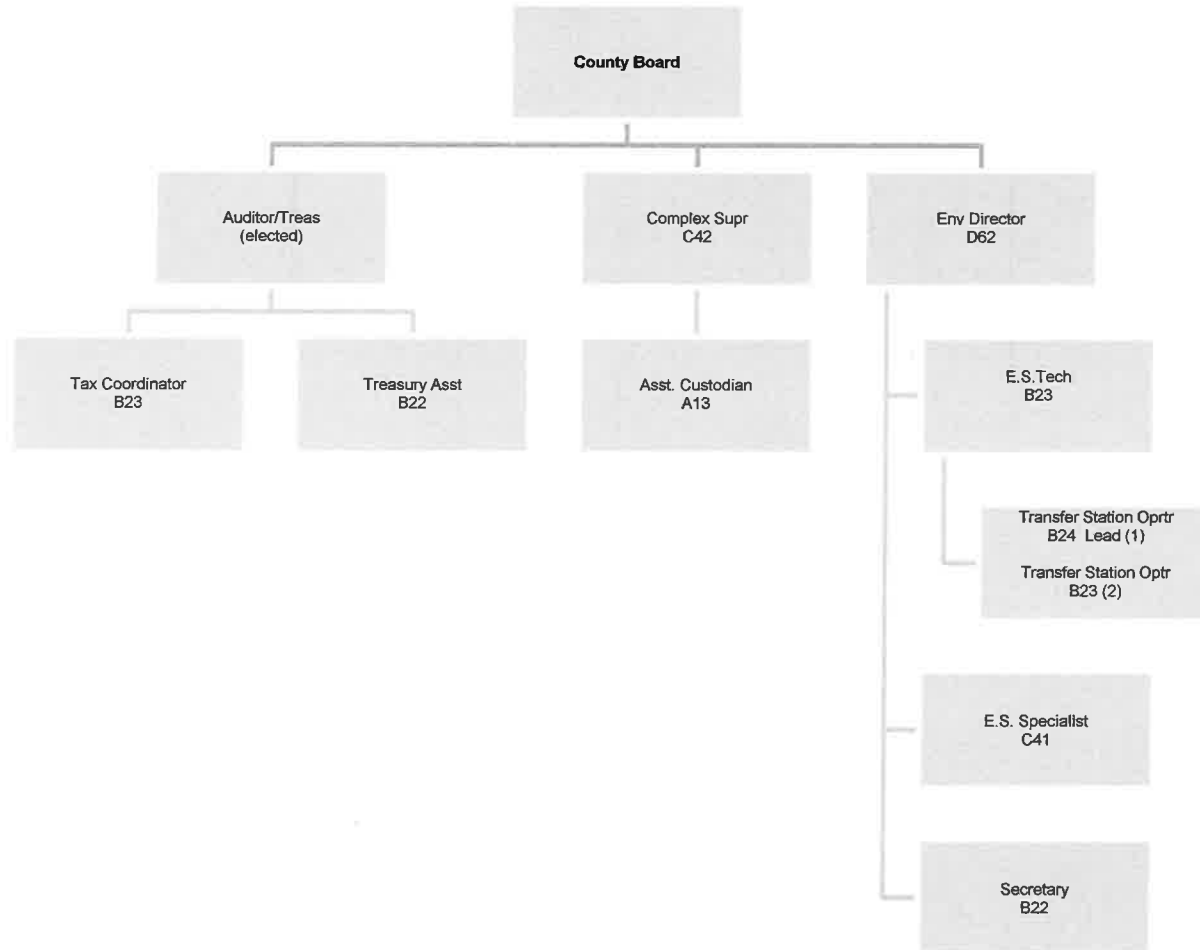 County Board
Auditor/Treas
(elected)
Complex Supr
C42
Env Director
D62
Tax Coordinator
B23
Treasury Asst
B22
Asst. Custodian
A13
E.S.Tech
B23
Transfer Station Oprtr
B24 Lead (1)
Transfer Station Optr
B23 (2)
E.S. Specialist
C41
Secretary
B22